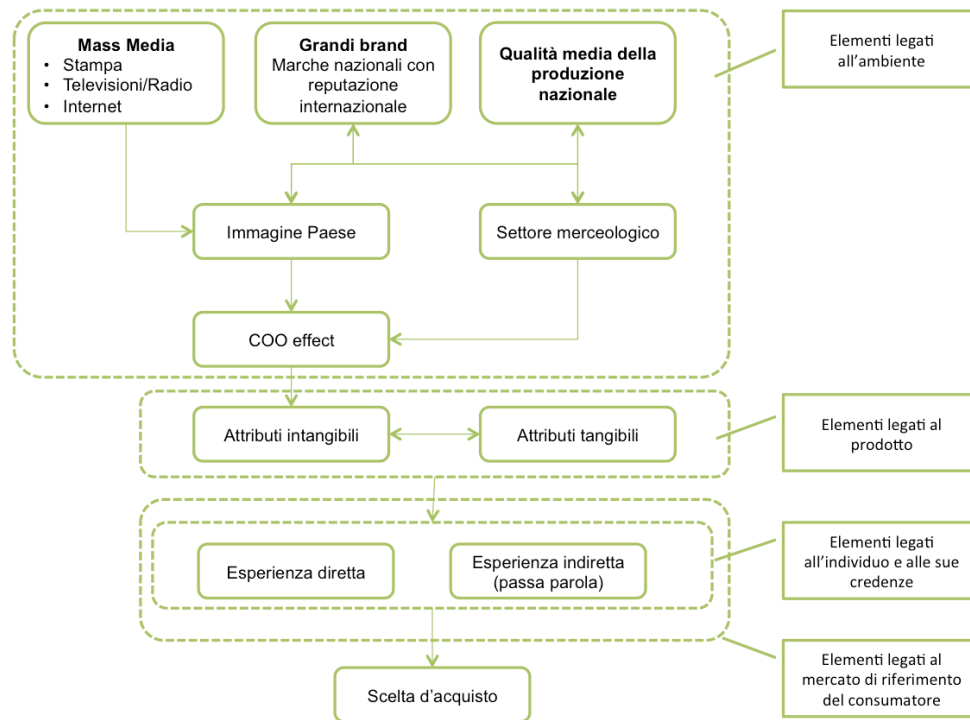 Mass Media
• Stampa
• Televisioni/Radio
• Internet
Grandi brand
Marche nazionali con
reputazione
internazionale
Qualità media della
produzione
nazionale
Elementi legati
all’ambiente
Immagine Paese
Settore merceologico
COO effect
Attributi intangibili
Attributi tangibili
Elementi legati al
prodotto
Esperienza diretta
Esperienza indiretta
(passa parola)
Elementi legati
all’individuo e alle sue
credenze
Elementi legati al
mercato di riferimento
del consumatore
Scelta d’acquisto